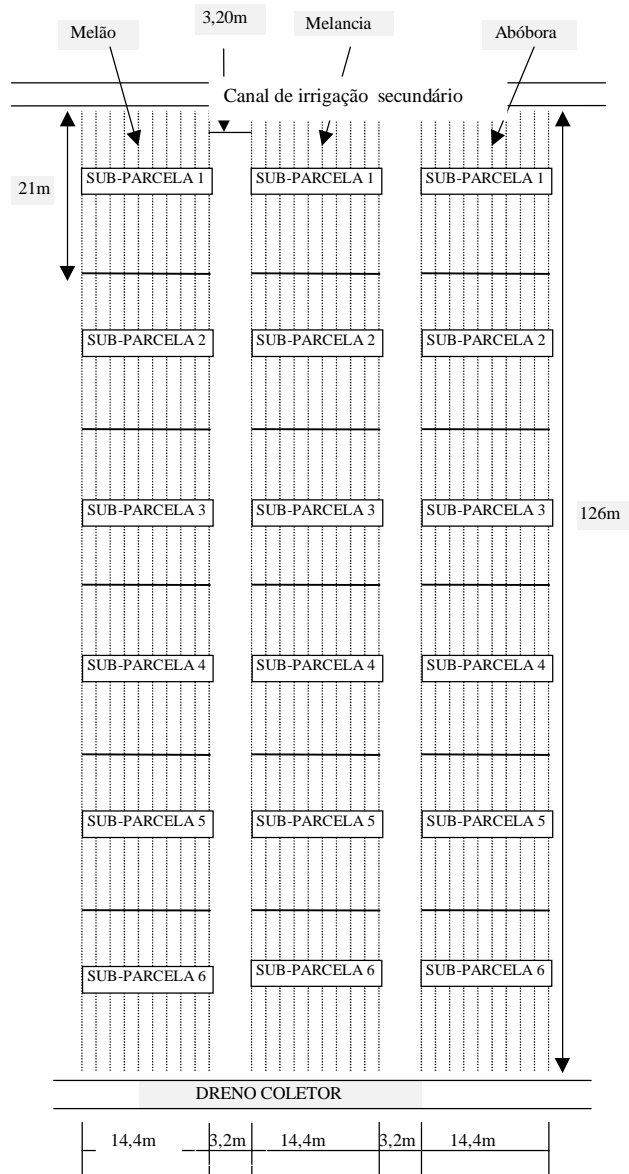 Melão
3,20m
Melancia
Abóbora
Canal de irrigação secundário
21m
SUB-PARCELA 1
SUB-PARCELA 1
SUB-PARCELA 1
SUB-PARCELA 2
SUB-PARCELA 2
SUB-PARCELA 2
SUB-PARCELA 3
SUB-PARCELA 3
SUB-PARCELA 3
126m
SUB-PARCELA 4
SUB-PARCELA 4
SUB-PARCELA 4
SUB-PARCELA 5
SUB-PARCELA 5
SUB-PARCELA 5
SUB-PARCELA 6
SUB-PARCELA 6
SUB-PARCELA 6
DRENO COLETOR
14,4m
3,2m
14,4m
3,2m
14,4m